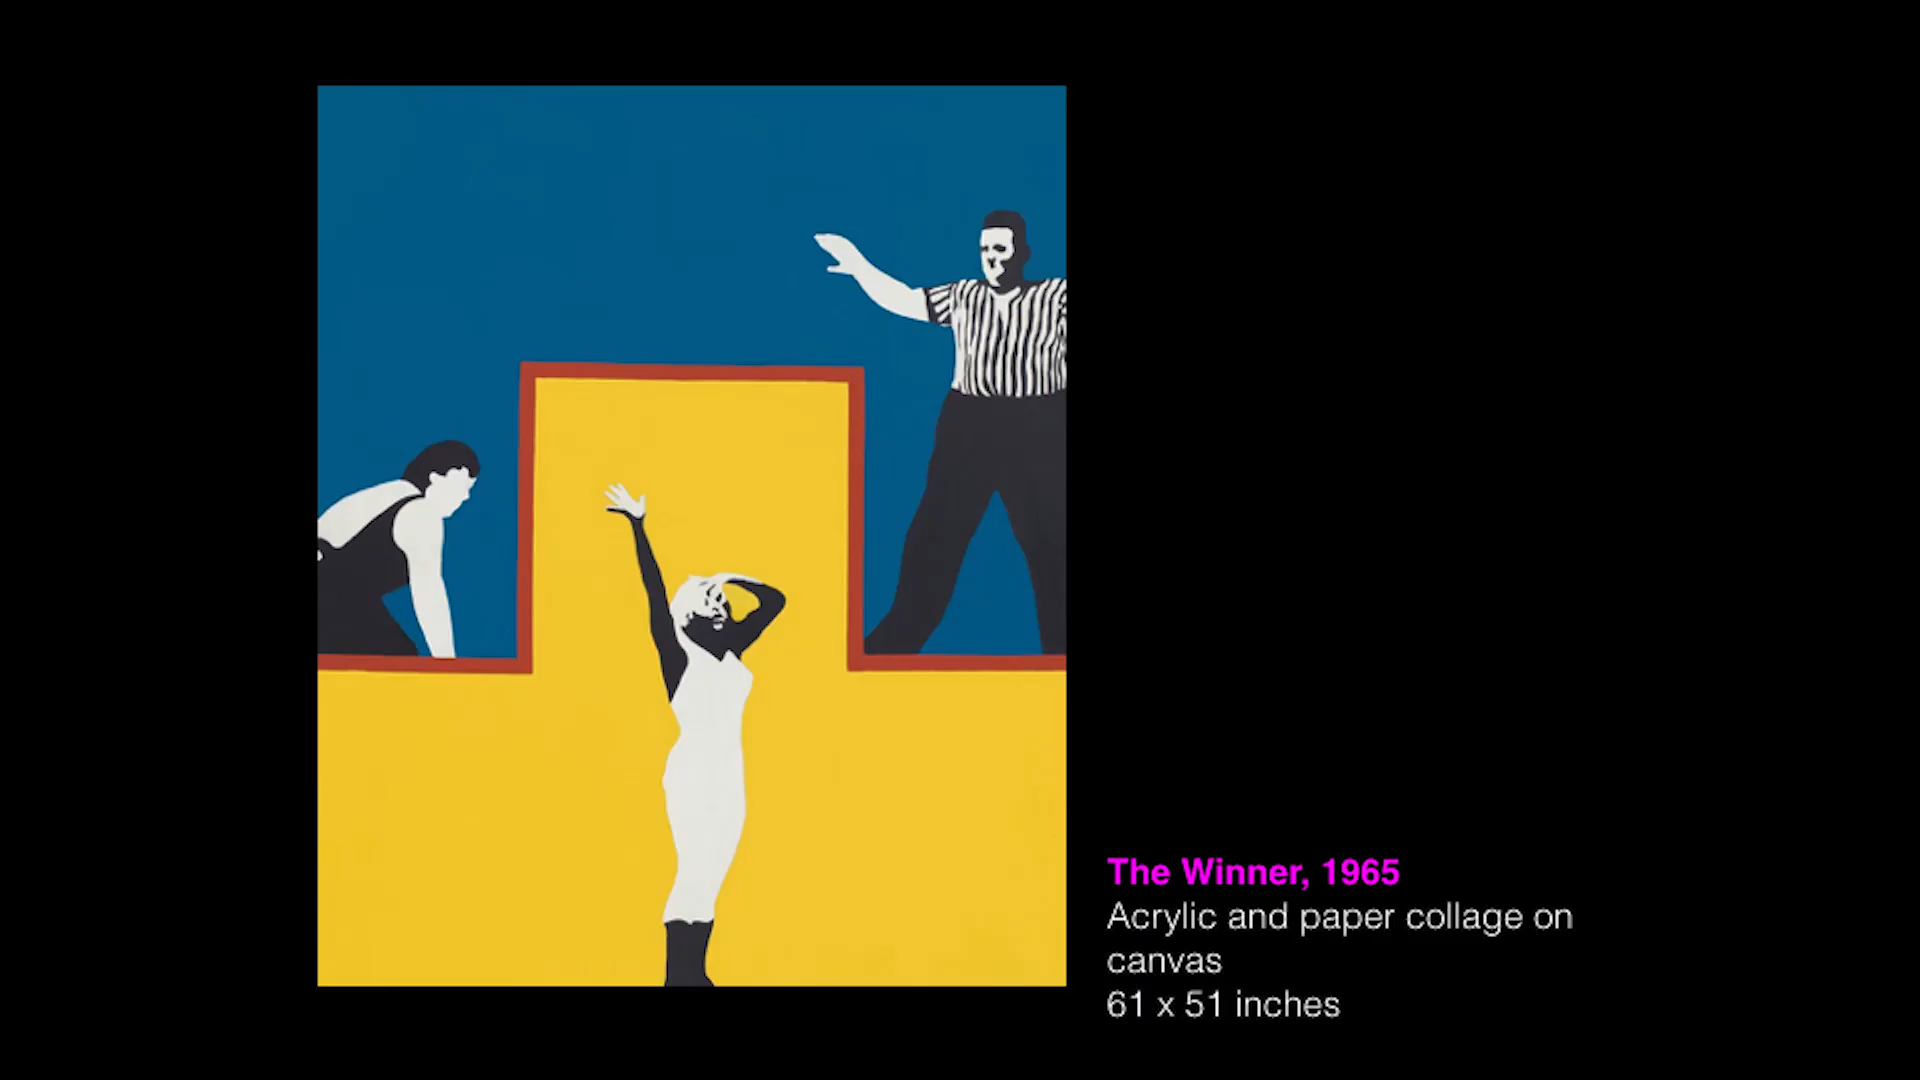 The Winner, 1965
Acrylic and paper collage on
canvas
61 x 51 inches